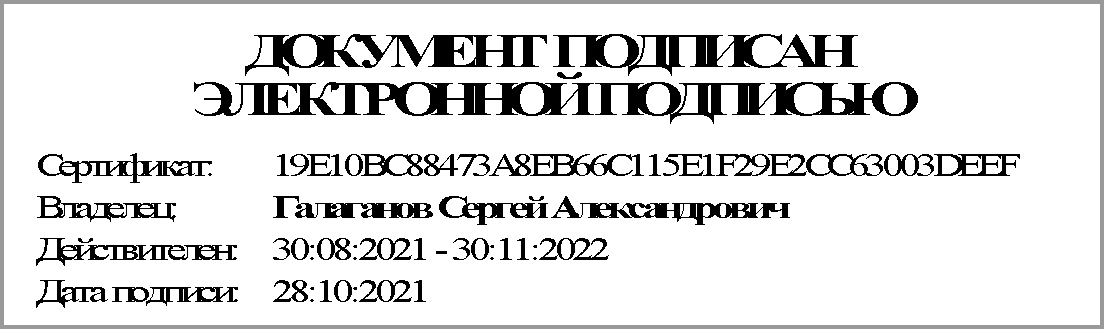 ДОКУМЕНТ ПОДПИСАН
ЭЛЕКТРОННОЙ ПОДПИСЬЮ
Сертификат: 19E10BC88473A8EB66C115E1F29E2CC63003DEEF
Владелец: Галаганов Сергей Александрович
Действителен: 30:08:2021 - 30:11:2022
Дата подписи: 28:10:2021